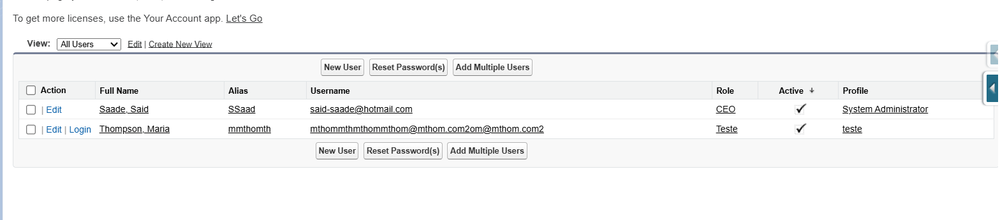 To get more licenses, use the Your Account app. Let's Go
View: All Users Edit | Create New View
New User Reset Password(s) Add Multiple Users
Action Full Name Alias Username Role Active Profile
| Edit Saade, Said SSaad said-saade@hotmail.com CEO System Administrator
| Edit | Login Thompson, Maria mmthomth mthommthmthommthom@mthom.com2om@mthom.com2 Teste teste
New User Reset Password(s) Add Multiple Users